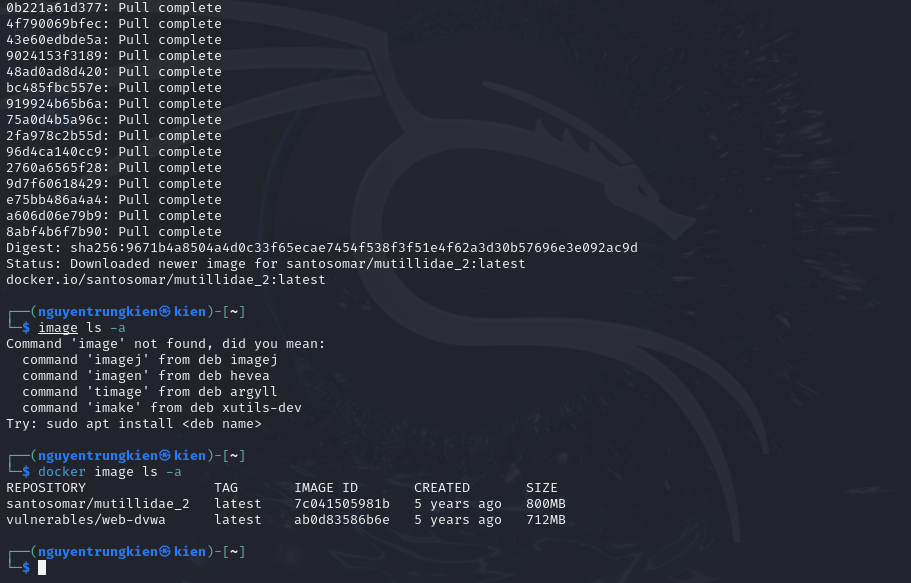 0b221a61d377: Pull complete
4f790069bfec: Pull complete
43e60edbde5a: Pull complete
9024153f3189: Pull complete
48ad0ad8d420: Pull complete
bc485fbc557e: Pull complete
919924b65b6a: Pull complete
75a0d4b5a96c: Pull complete
2fa978c2b55d: Pull complete
96d4ca140cc9: Pull complete
2760a6565f28: Pull complete
9d7f60618429: Pull complete
e75bb486a4a4: Pull complete
a606d06e79b9: Pull complete
8abf4b6f7b90: Pull complete
Digest: sha256:9671b4a8504a4d0c33f65ecae7454f538f3f51e4f62a3d30b57696e3e092ac9d
Status: Downloaded newer image for santosomar/mutillidae_2:latest
docker.io/santosomar/mutillidae_2:latest
┌──(nguyentrungkien㉿kien)-[~]
└─$ image ls -a
Command 'image' not found, did you mean:
  command 'imagej' from deb imagej
  command 'imagen' from deb hevea
  command 'timage' from deb argyll
  command 'imake' from deb xutils-dev
Try: sudo apt install <deb name>
┌──(nguyentrungkien㉿kien)-[~]
└─$ docker image ls -a
REPOSITORY                TAG       IMAGE ID       CREATED       SIZE
santosomar/mutillidae_2   latest    7c041505981b   5 years ago   800MB
vulnerables/web-dvwa      latest    ab0d83586b6e   5 years ago   712MB
┌──(nguyentrungkien㉿kien)-[~]
└─$